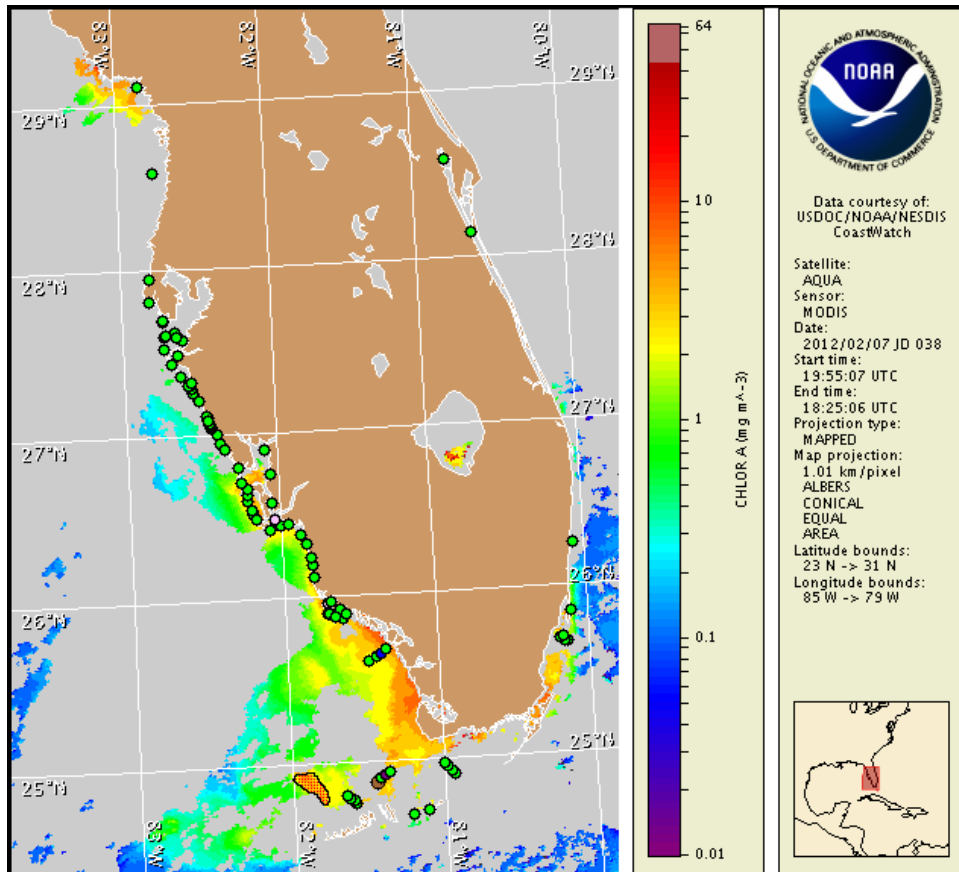 83°W
82°W
81°W
80°W
29°N
29°N
28°N
28°N
27°N
27°N
26°N
26°N
25°N
25°N
83°W
82°W
81°W
64
10
1
0.1
0.01
CHLOR A (mg m^-3)
NATIONAL OCEANIC AND ATMOSPHERIC ADMINISTRATION
NOAA
U.S. DEPARTMENT OF COMMERCE
Data courtesy of:
USDOC/NOAA/NESDIS
CoastWatch
Satellite:
AQUA
Sensor:
MODIS
Date:
2012/02/07 JD 038
Start time:
19:55:07 UTC
End time:
18:25:06 UTC
Projection type:
MAPPED
Map projection:
1.01 km/pixel
ALBERS
CONICAL
EQUAL
AREA
Latitude bounds:
23 N -> 31 N
Longitude bounds:
85 W -> 79 W